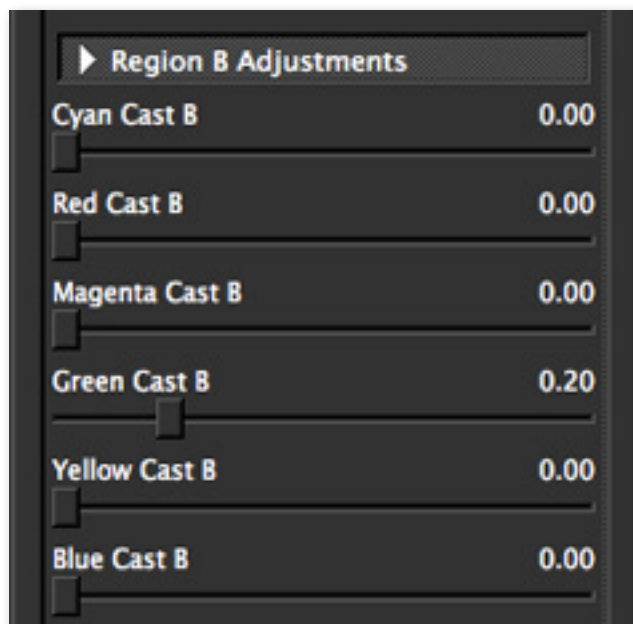 Region B Adjustments
Cyan Cast B 0.00
Red Cast B 0.00
Magenta Cast B 0.00
Green Cast B 0.20
Yellow Cast B 0.00
Blue Cast B 0.00